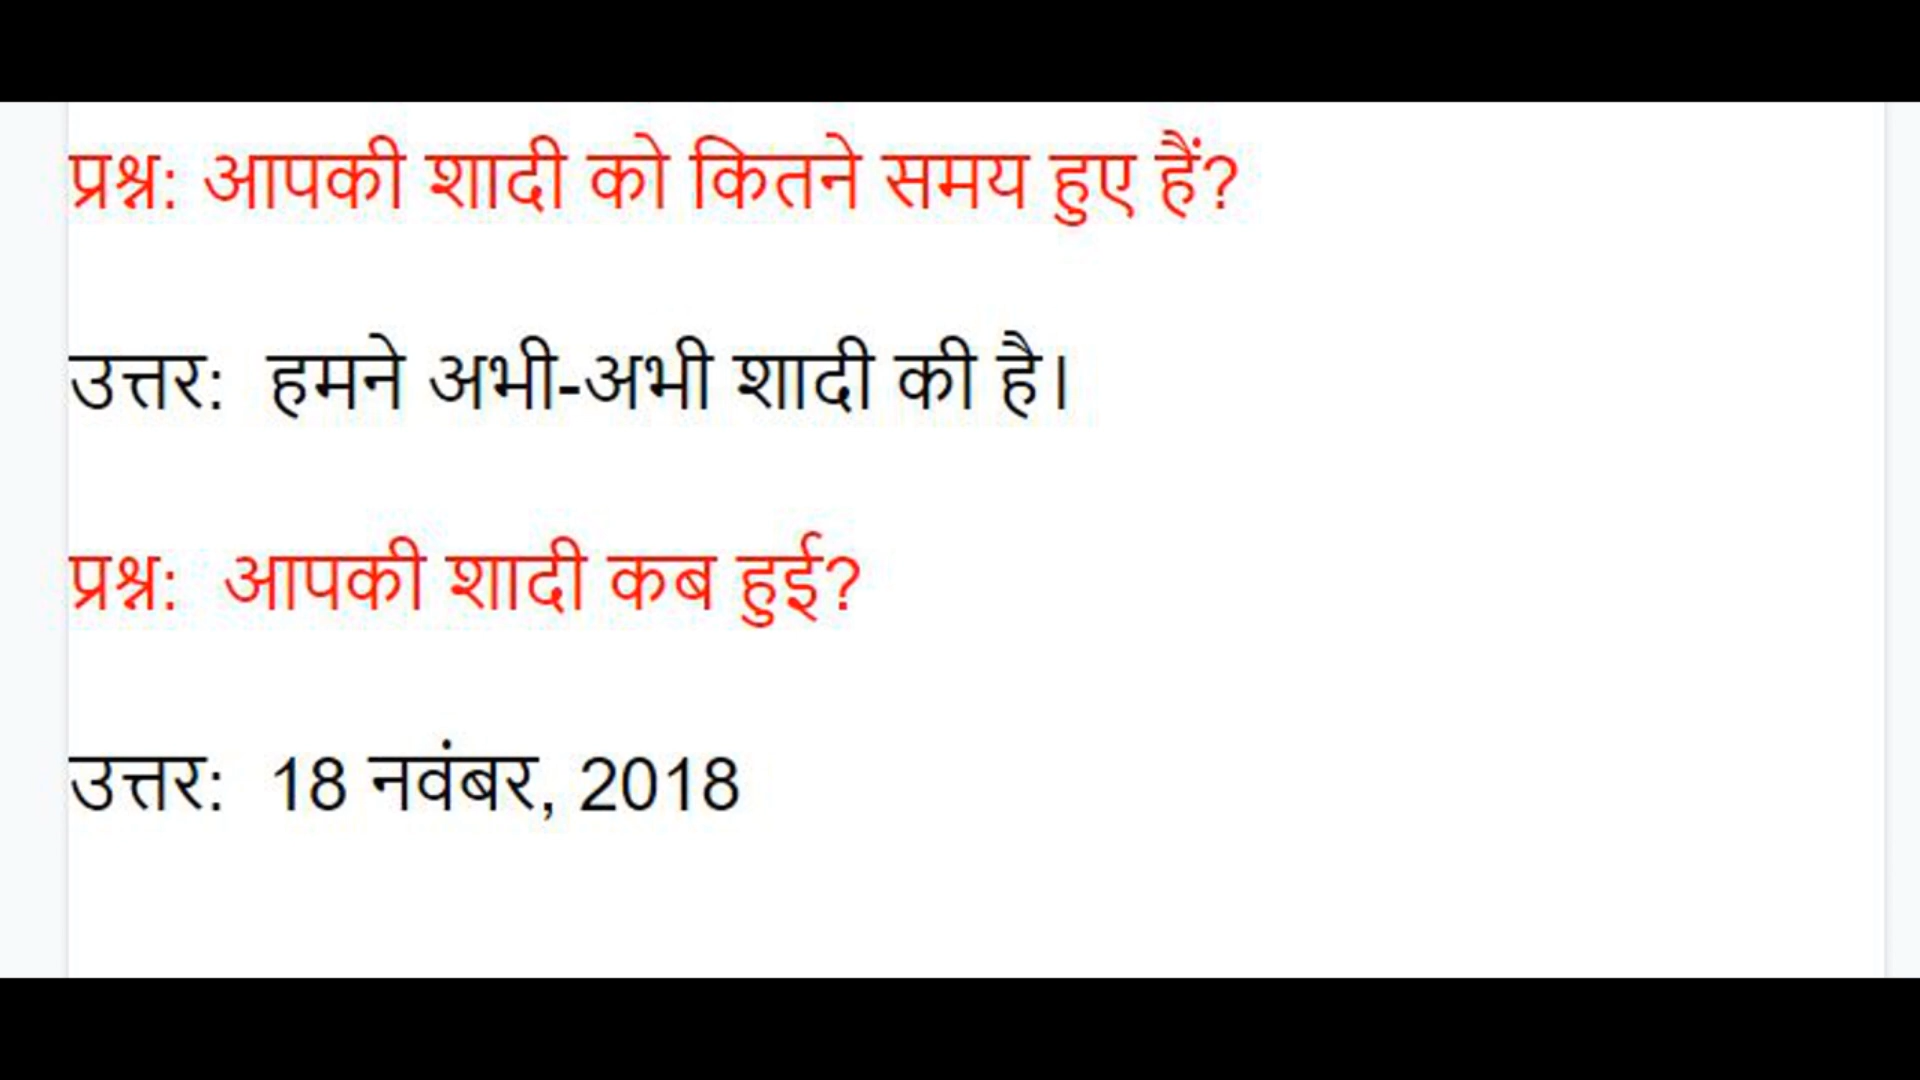 प्रश्न: आपकी शादी को कितने समय हुए हैं?
उत्तर: हमने अभी-अभी शादी की है।
प्रश्न: आपकी शादी कब हुई?
उत्तर: 18 नवंबर, 2018